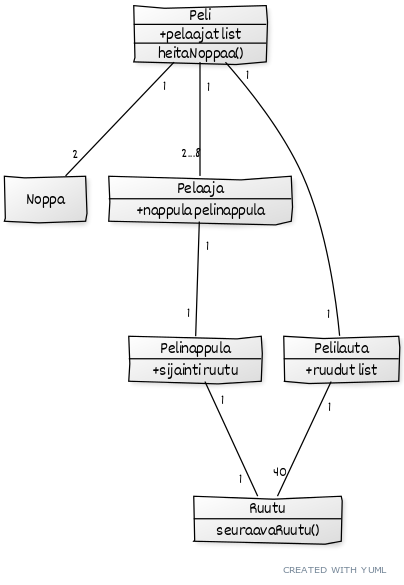 Peli
+pelaajat list
heitaNoppaa()
1
1
1
2
2...8
Noppa
Pelaaja
+nappula pelinappula
1
1
1
Pelinappula
+sijainti ruutu
Pelilauta
+ruudut list
1
1
1
40
Ruutu
seuraavaRuutu()
CREATED WITH YUML